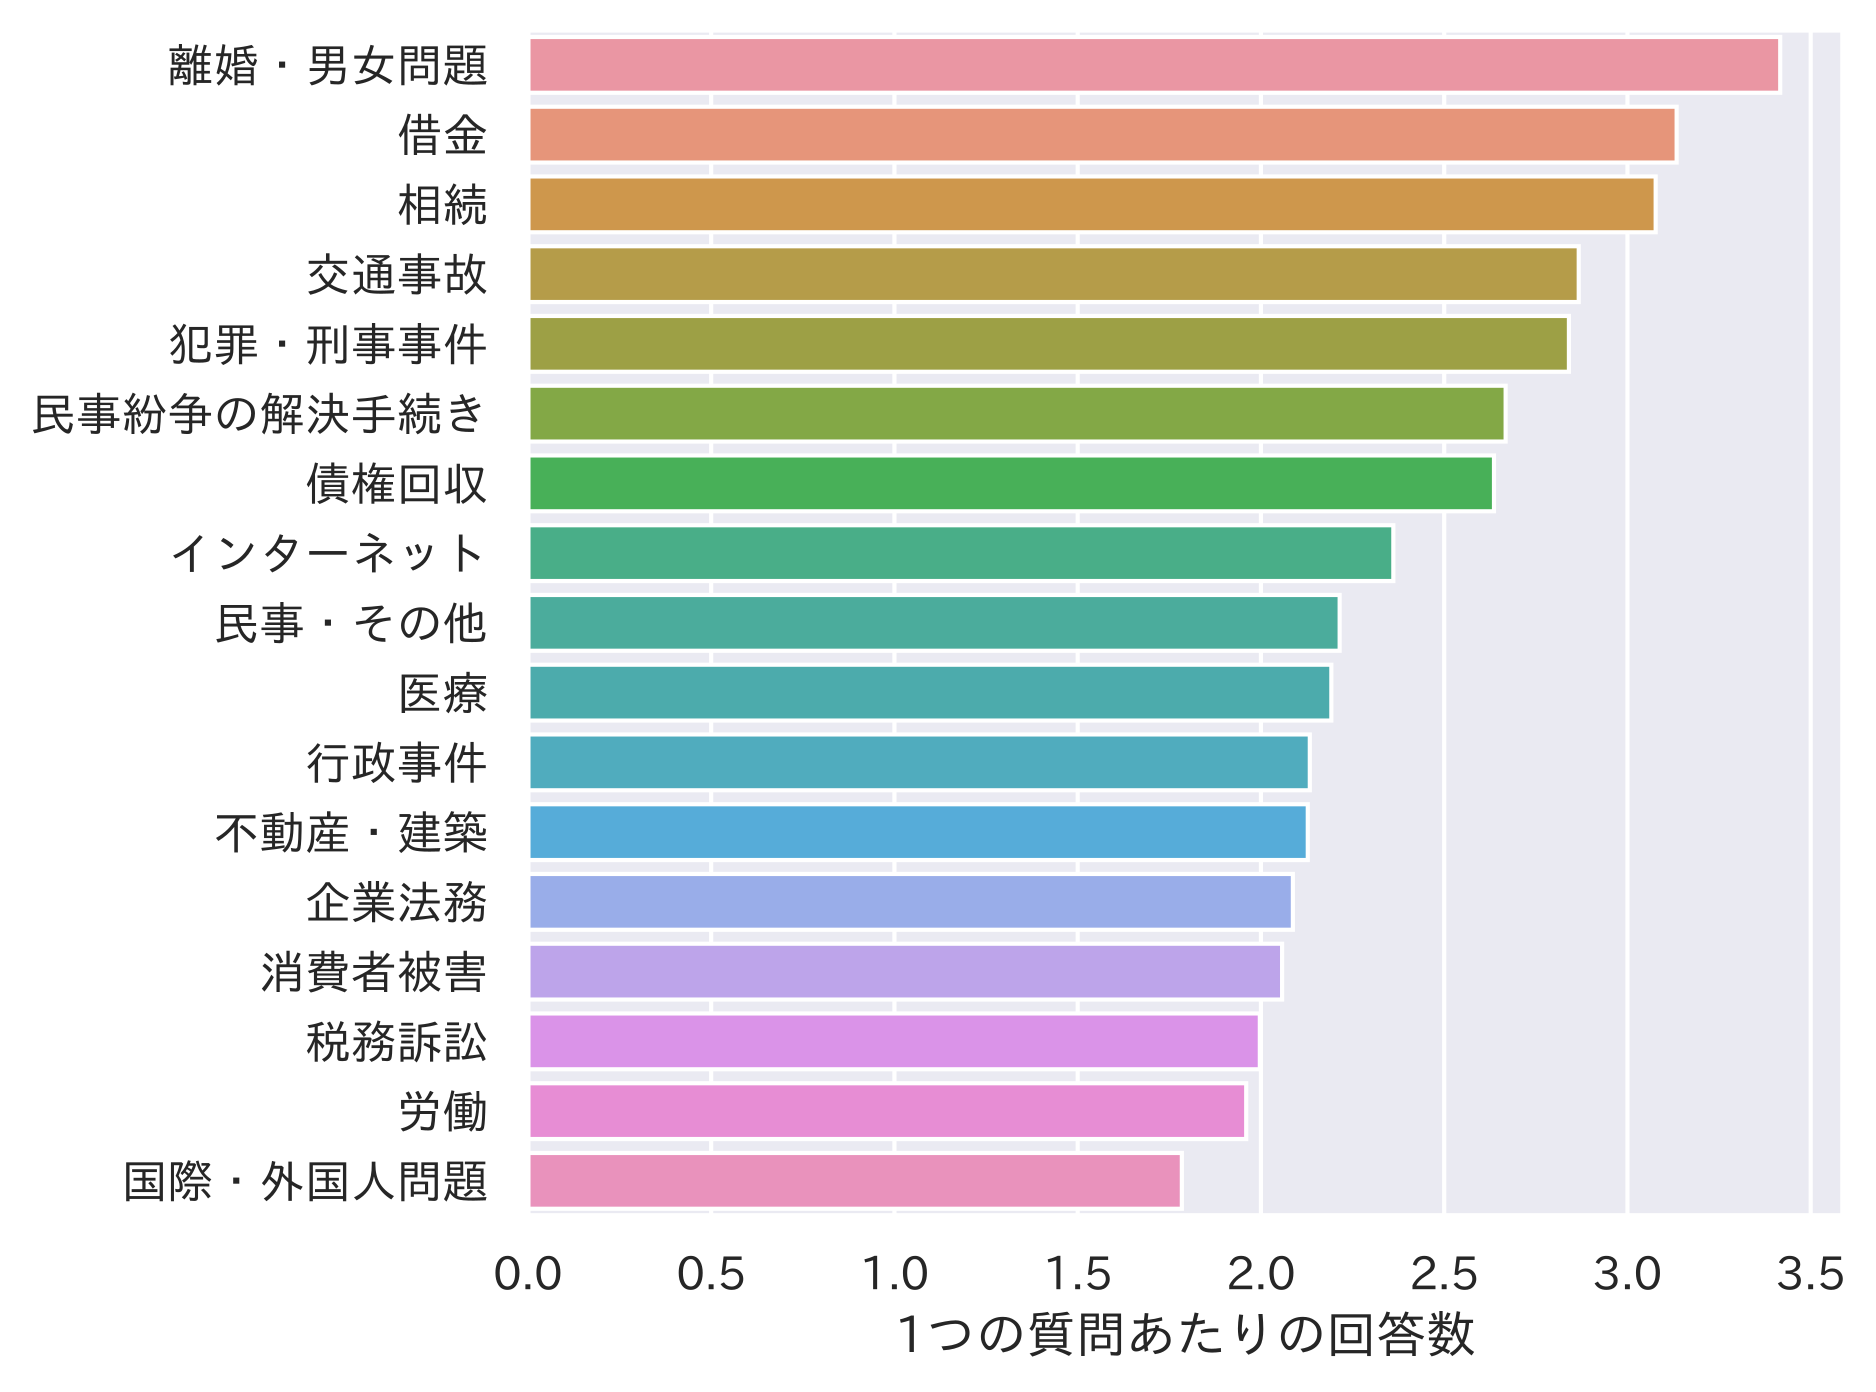 離婚・男女問題
借金
相続
交通事故
犯罪・刑事事件
民事紛争の解決手続き
債権回収
インターネット
民事・その他
医療
行政事件
不動産・建築
企業法務
消費者被害
税務訴訟
労働
国際・外国人問題
0.0 0.5 1.0 1.5 2.0 2.5 3.0 3.5
1つの質問あたりの回答数